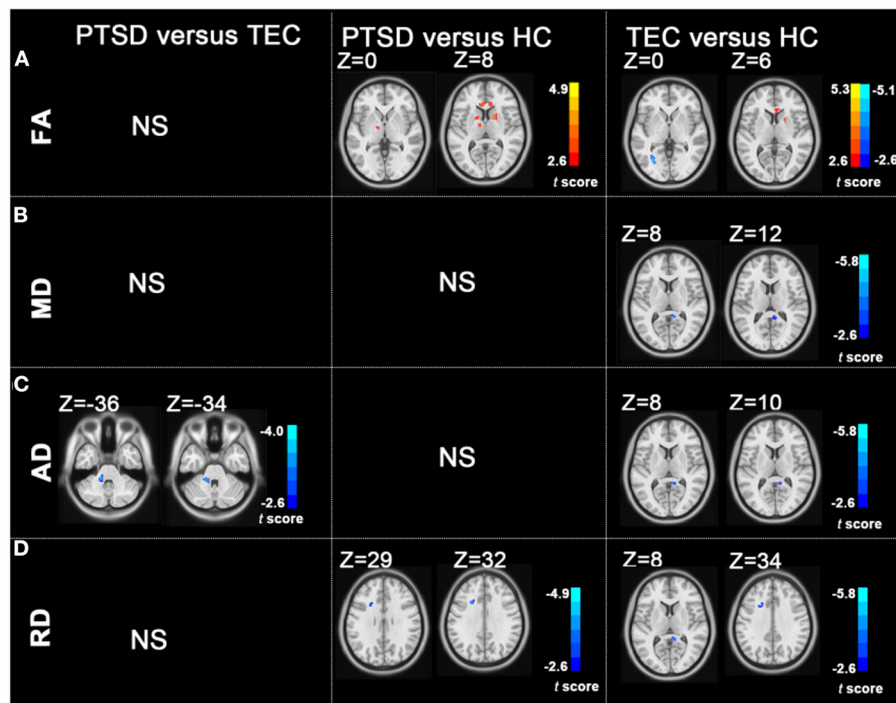 PTSD versus TEC
PTSD versus HC
TEC versus HC
A
FA
NS
Z=0
Z=8
4.9
2.6
t score
Z=0
Z=6
5.3
-5.1
2.6
-2.6
t score
B
MD
NS
NS
Z=8
Z=12
-5.8
-2.6
t score
C
AD
Z=-36
Z=-34
-4.0
-2.6
t score
NS
Z=8
Z=10
-5.8
-2.6
t score
D
RD
NS
Z=29
Z=32
-4.9
-2.6
t score
Z=8
Z=34
-5.8
-2.6
t score